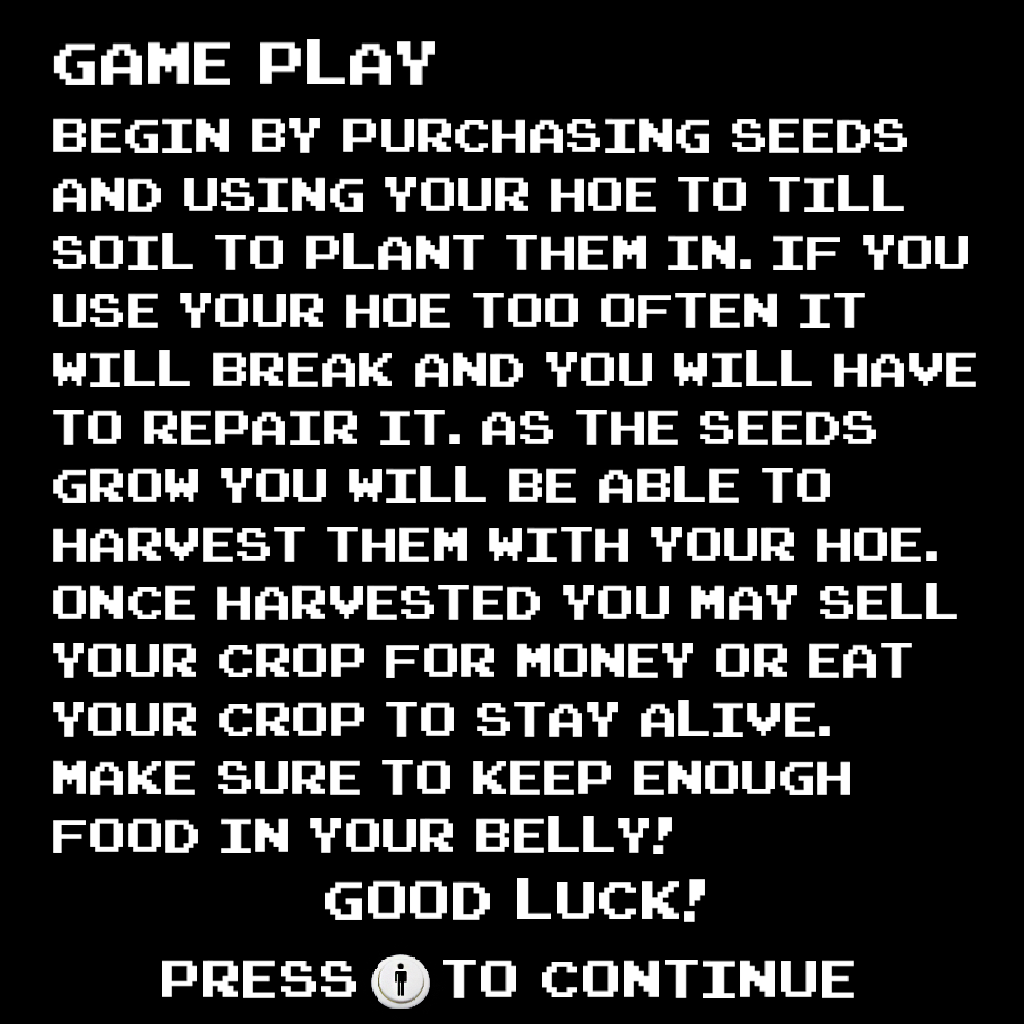 GAME PLAY
BEGIN BY PURCHASING SEEDS
AND USING YOUR HOE TO TILL
SOIL TO PLANT THEM IN. IF YOU
USE YOUR HOE TOO OFTEN IT
WILL BREAK AND YOU WILL HAVE
TO REPAIR IT. AS THE SEEDS
GROW YOU WILL BE ABLE TO
HARVEST THEM WITH YOUR HOE.
ONCE HARVESTED YOU MAY SELL
YOUR CROP FOR MONEY OR EAT
YOUR CROP TO STAY ALIVE.
MAKE SURE TO KEEP ENOUGH
FOOD IN YOUR BELLY!
GOOD LUCK!
PRESS TO CONTINUE